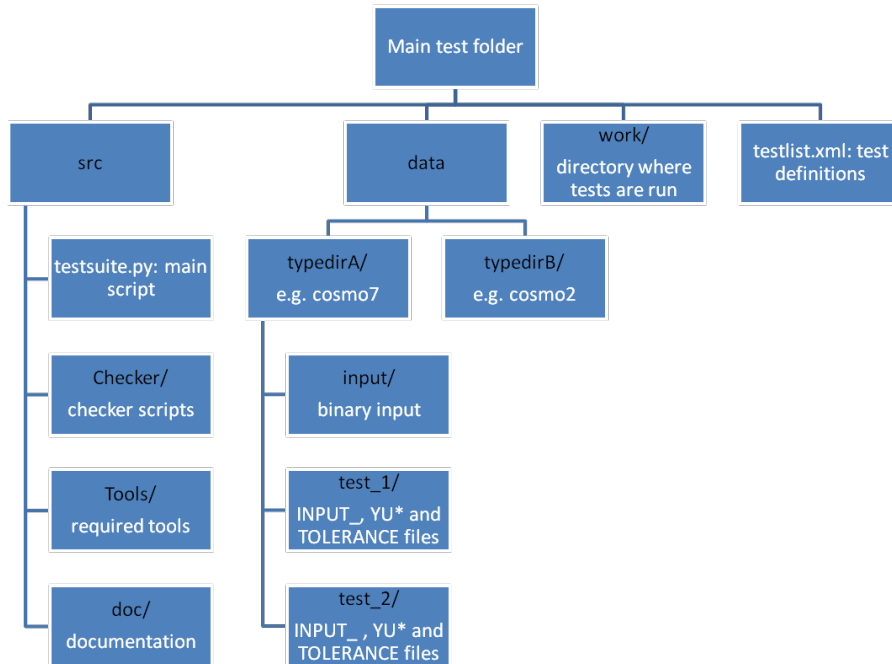 Main test folder
src
data
work/
directory where
tests are run
testlist.xml: test
definitions
testsuite.py: main
script
typedirA/
e.g. cosmo7
typedirB/
e.g. cosmo2
Checker/
checker scripts
input/
binary input
Tools/
required tools
test_1/
INPUT_, YU* and
TOLERANCE files
doc/
documentation
test_2/
INPUT_ , YU* and
TOLERANCE files